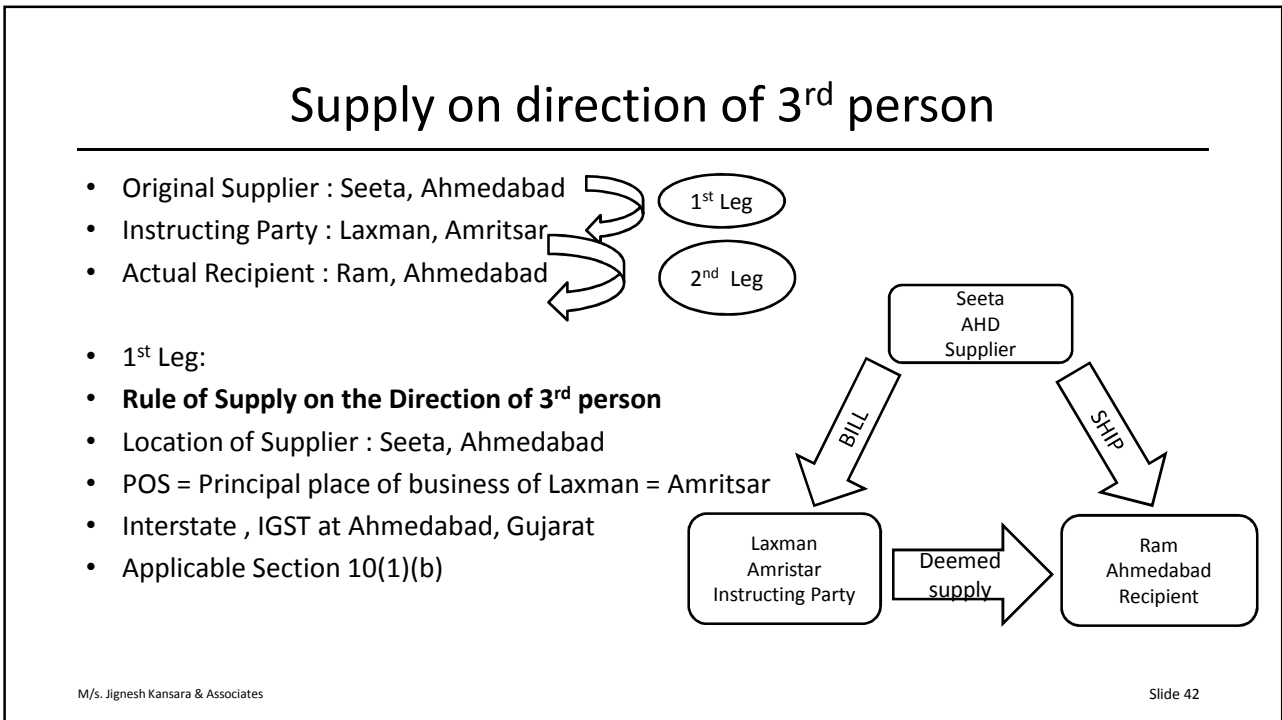 Supply on direction of 3rd person
• Original Supplier : Seeta, Ahmedabad
• Instructing Party : Laxman, Amritsar
• Actual Recipient : Ram, Ahmedabad
1st Leg
2nd Leg
• 1st Leg:
• Rule of Supply on the Direction of 3rd person
• Location of Supplier : Seeta, Ahmedabad
• POS = Principal place of business of Laxman = Amritsar
• Interstate , IGST at Ahmedabad, Gujarat
• Applicable Section 10(1)(b)
Seeta
AHD
Supplier
BILL
SHIP
Laxman
Amristar
Instructing Party
Deemed
supply
Ram
Ahmedabad
Recipient
M/s. Jignesh Kansara & Associates
Slide 42